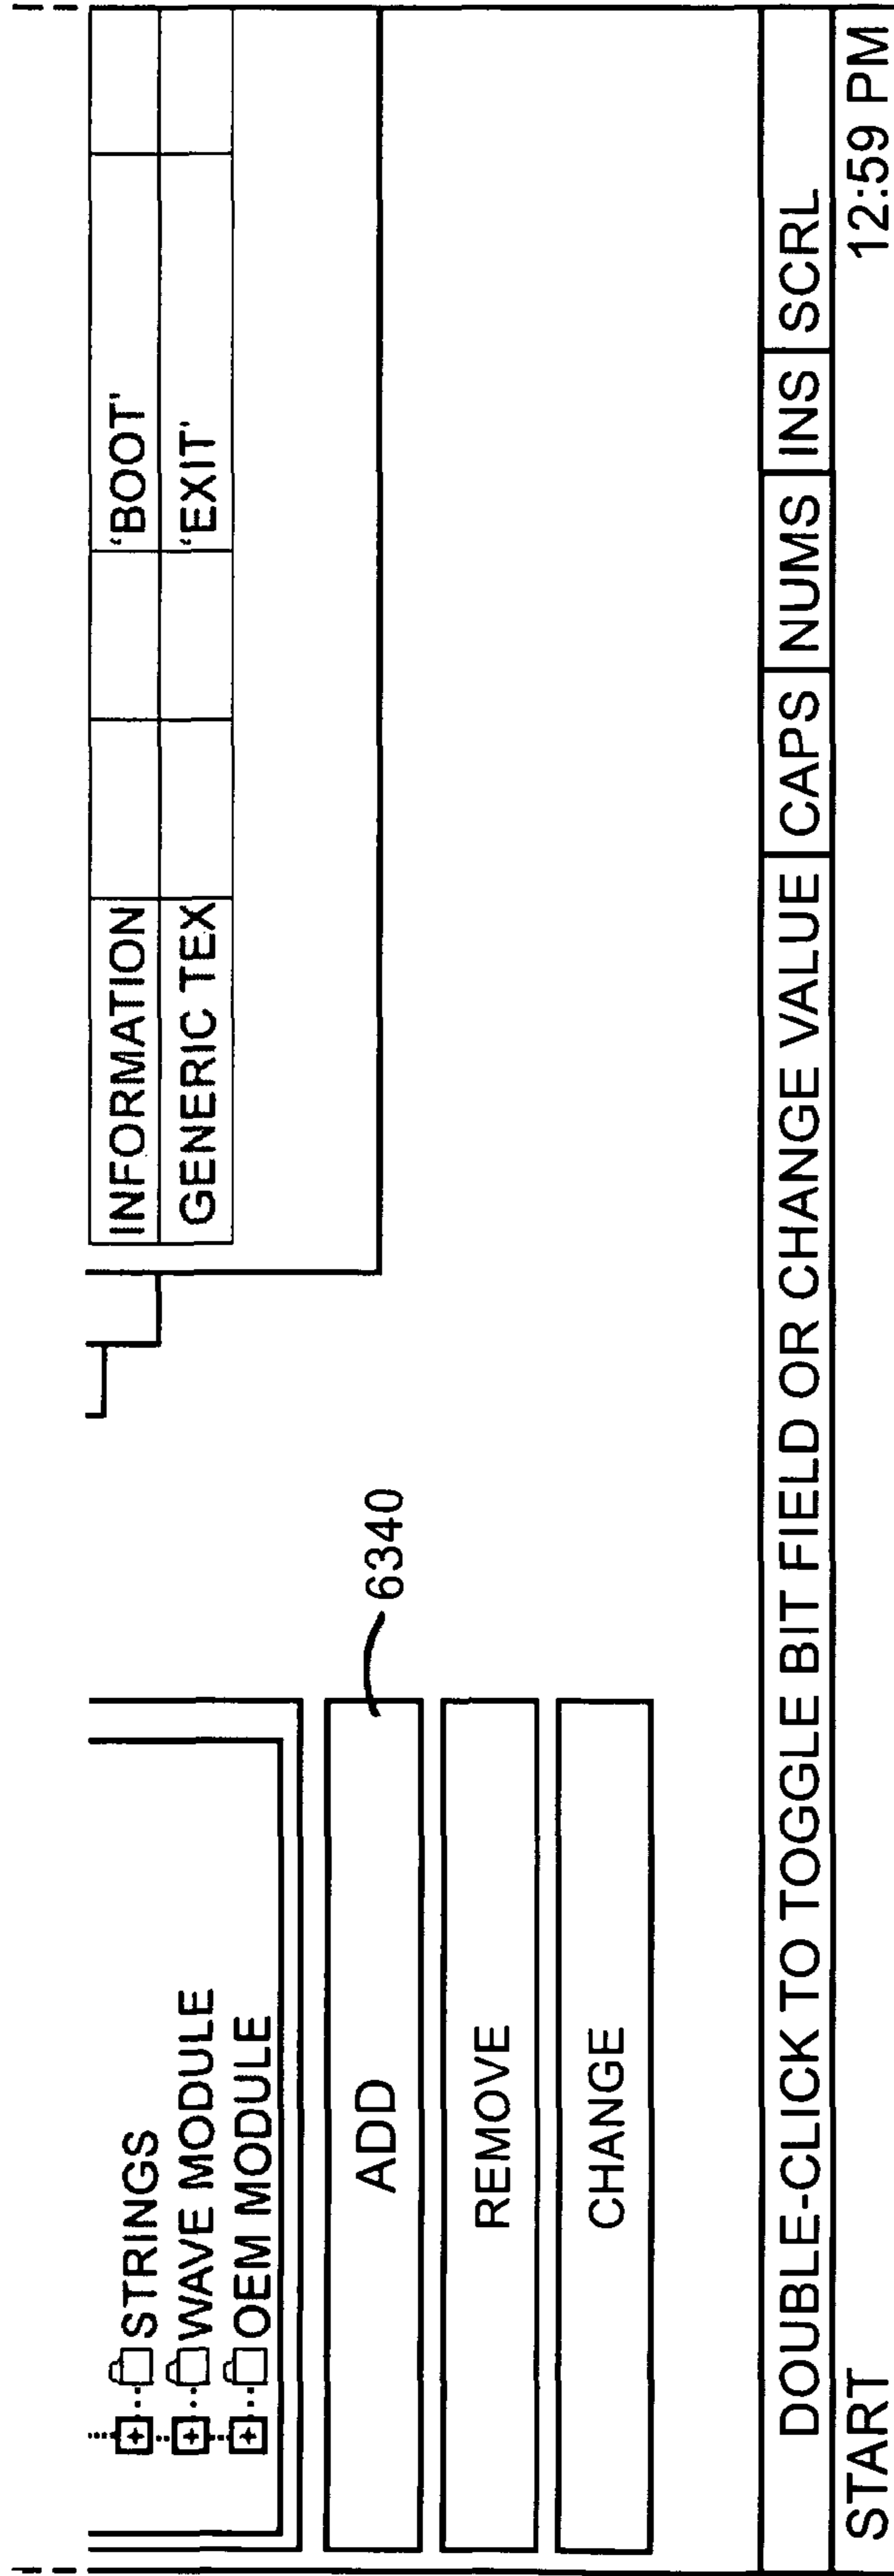 STRINGS
WAVE MODULE
OEM MODULE
ADD
6340
REMOVE
CHANGE
INFORMATION 'BOOT'
GENERIC TEX 'EXIT'
DOUBLE-CLICK TO TOGGLE BIT FIELD OR CHANGE VALUE CAPS NUMS INS SCRL
START 12:59 PM